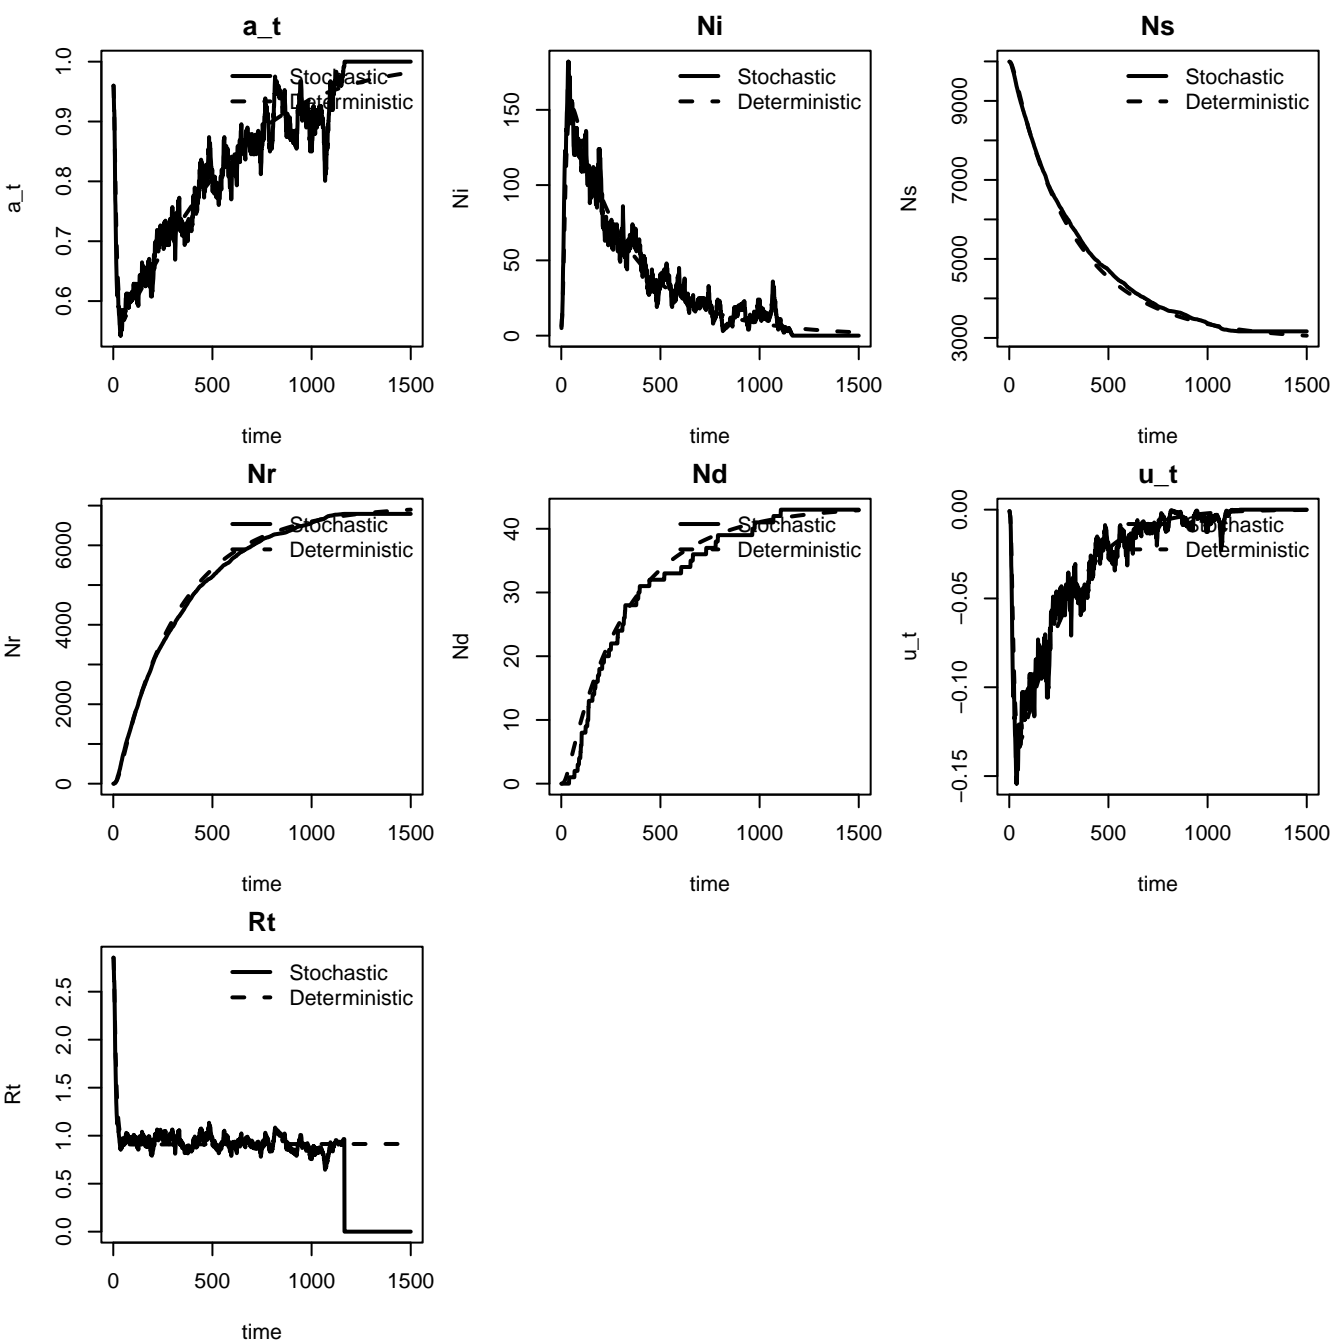 a_t
Stochastic
Deterministic
a_t
0.6 0.7 0.8 0.9 1.0
0 500 1000 1500
time
Ni
Stochastic
Deterministic
Ni
0 50 100 150
0 500 1000 1500
time
Ns
Stochastic
Deterministic
Ns
3000 5000 7000 9000
0 500 1000 1500
time
Nr
Stochastic
Deterministic
Nr
0 2000 4000 6000
0 500 1000 1500
time
Nd
Stochastic
Deterministic
Nd
0 10 20 30 40
0 500 1000 1500
time
u_t
Stochastic
Deterministic
u_t
−0.15 −0.10 −0.05 0.00
0 500 1000 1500
time
Rt
Stochastic
Deterministic
Rt
0.0 0.5 1.0 1.5 2.0 2.5
0 500 1000 1500
time